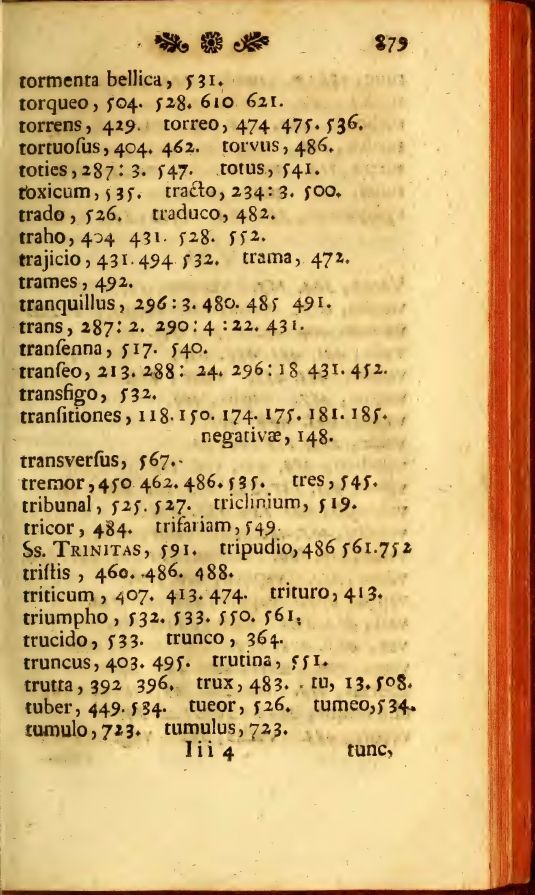 879
tormenta bellica, 531.
torqueo, 504. 528. 610 621.
torrens, 429. torreo, 474 475. 536.
tortuoſus, 404. 462. torvus, 486.
toties, 287: 3. 547. totus, 541.
toxicum, 535. tracto, 234: 3. 500.
trado, 526. traduco, 482.
traho, 404 431. 528. 552.
trajicio, 431. 494 532. trama, 472.
trames, 492.
tranquillus, 296: 3. 480. 485 491.
trans, 287: 2. 290: 4 : 22. 431.
tranſenna, 517. 540.
tranſeo, 213. 288: 24. 296: 18 431. 452.
transfigo, 532.
tranſitiones, 118. 150. 174. 175. 181. 185.
negativæ, 148.
transverſus, 567.
tremor, 450 462. 486. 535. tres, 545.
tribunal, 525. 527. triclinium, 519.
tricor, 484. trifariam, 549.
Ss. TRINITAS, 591. tripudio, 486 561. 752
triſtis, 460. 486. 488.
triticum, 407. 413. 474. trituro, 413.
triumpho, 532. 533. 550. 561.
trucido, 533. trunco, 364.
truncus, 403. 495. trutina, 551.
trutta, 392 396. trux, 483. tu, 13. 508.
tuber, 449. 534. tueor, 526. tumeo, 534.
tumulo, 723. tumulus, 723.
Iii 4 tunc,